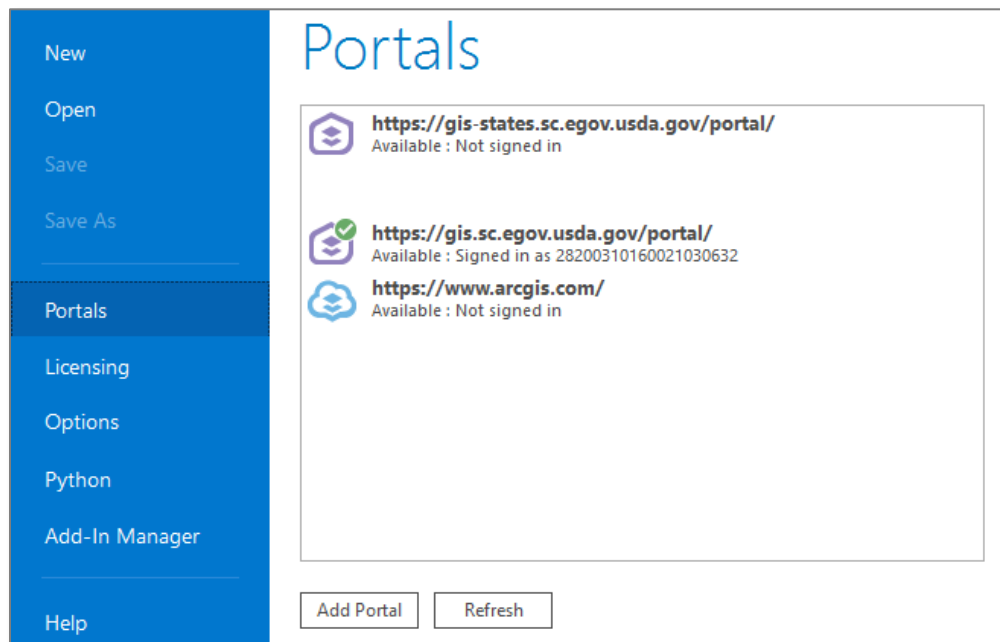 New
Open
Save
Save As
Portals
Licensing
Options
Python
Add-In Manager
Help
Portals
https://gis-states.sc.egov.usda.gov/portal/
Available : Not signed in
https://gis.sc.egov.usda.gov/portal/
Available : Signed in as 28200310160021030632
https://www.arcgis.com/
Available : Not signed in
Add Portal
Refresh